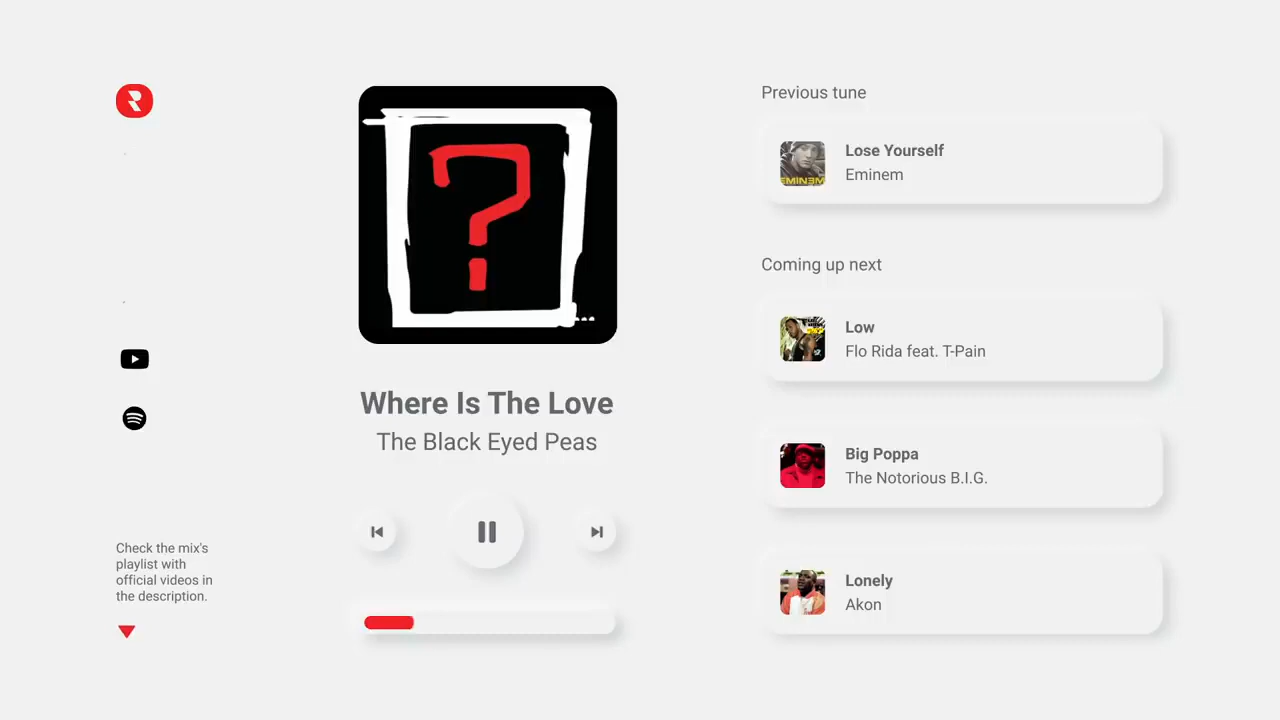 Previous tune
Lose Yourself
Eminem
EMINEM
Coming up next
Low
Flo Rida feat. T-Pain
Big Poppa
The Notorious B.I.G.
Lonely
Akon
Where Is The Love
The Black Eyed Peas
Check the mix's
playlist with
official videos in
the description.